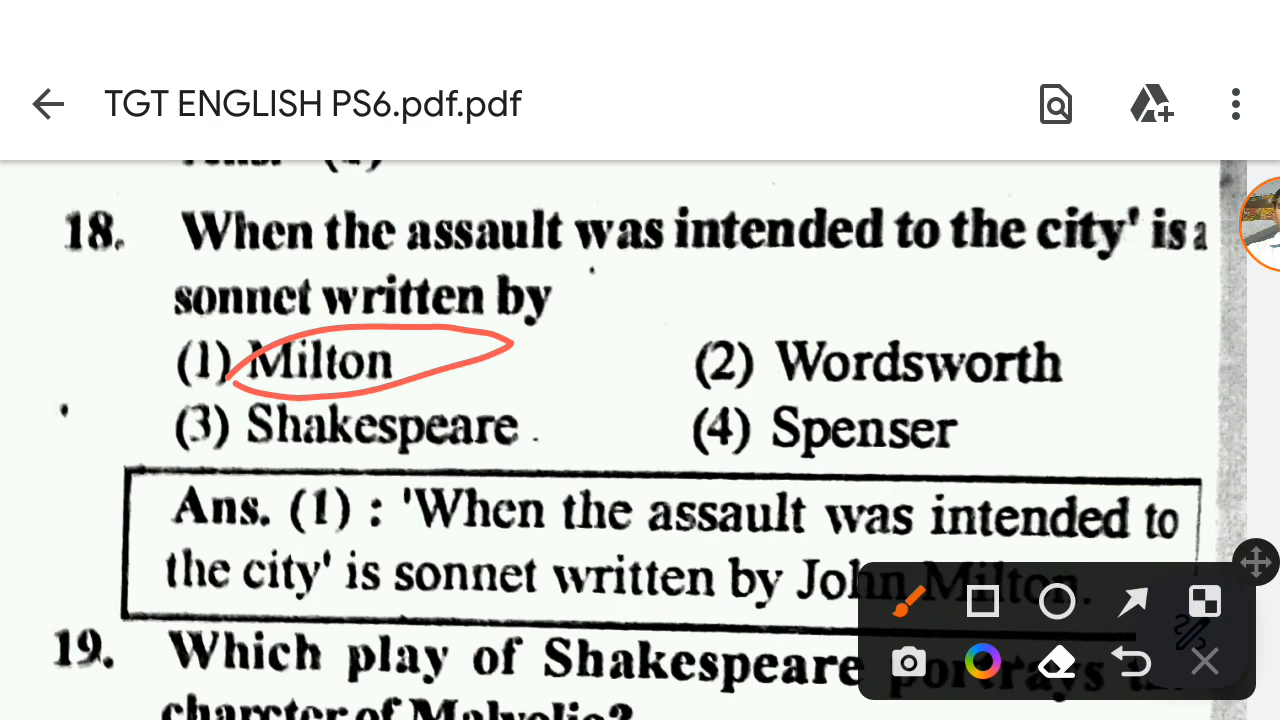 TGT ENGLISH PS6.pdf.pdf
18. When the assault was intended to the city' is a
sonnet written by
(1) Milton (2) Wordsworth
(3) Shakespeare (4) Spenser
Ans. (1) : 'When the assault was intended to
the city' is sonnet written by John Milton.
19. Which play of Shakespeare portrays